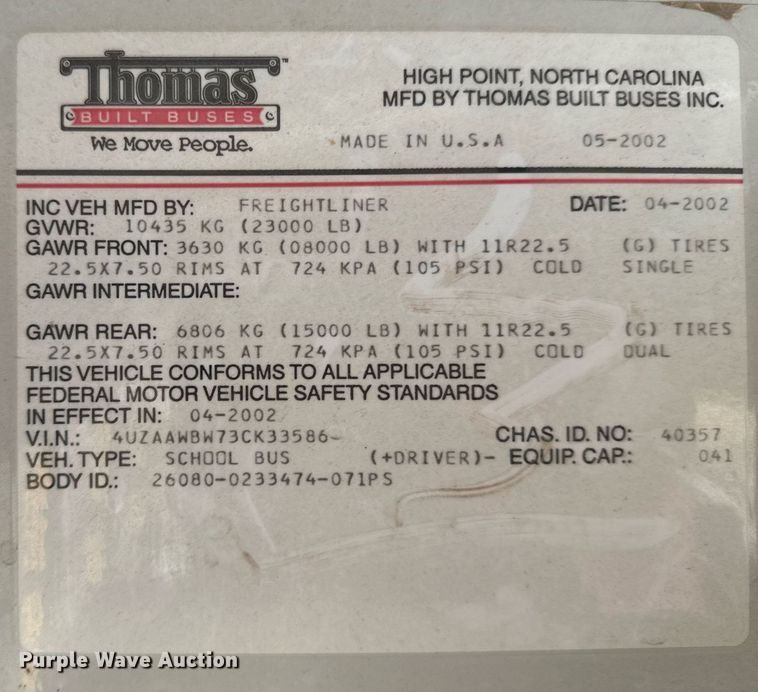 Thomas™
BUILT BUSES
We Move People.
HIGH POINT, NORTH CAROLINA
MFD BY THOMAS BUILT BUSES INC.
MADE IN U.S.A 05-2002
INC VEH MFD BY: FREIGHTLINER DATE: 04-2002
GVWR: 10435 KG (23000 LB)
GAWR FRONT: 3630 KG (08000 LB) WITH 11R22.5 (G) TIRES
22.5X7.50 RIMS AT 724 KPA (105 PSI) COLD SINGLE
GAWR INTERMEDIATE:
GAWR REAR: 6806 KG (15000 LB) WITH 11R22.5 (G) TIRES
22.5X7.50 RIMS AT 724 KPA (105 PSI) COLD DUAL
THIS VEHICLE CONFORMS TO ALL APPLICABLE
FEDERAL MOTOR VEHICLE SAFETY STANDARDS
IN EFFECT IN: 04-2002
V.I.N.: 4UZAAWBW73CK33586 CHAS. ID. NO: 40357
VEH. TYPE: SCHOOL BUS (+DRIVER)- EQUIP. CAP.: 041
BODY ID.: 26080-0233474-071PS
Purple Wave Auction